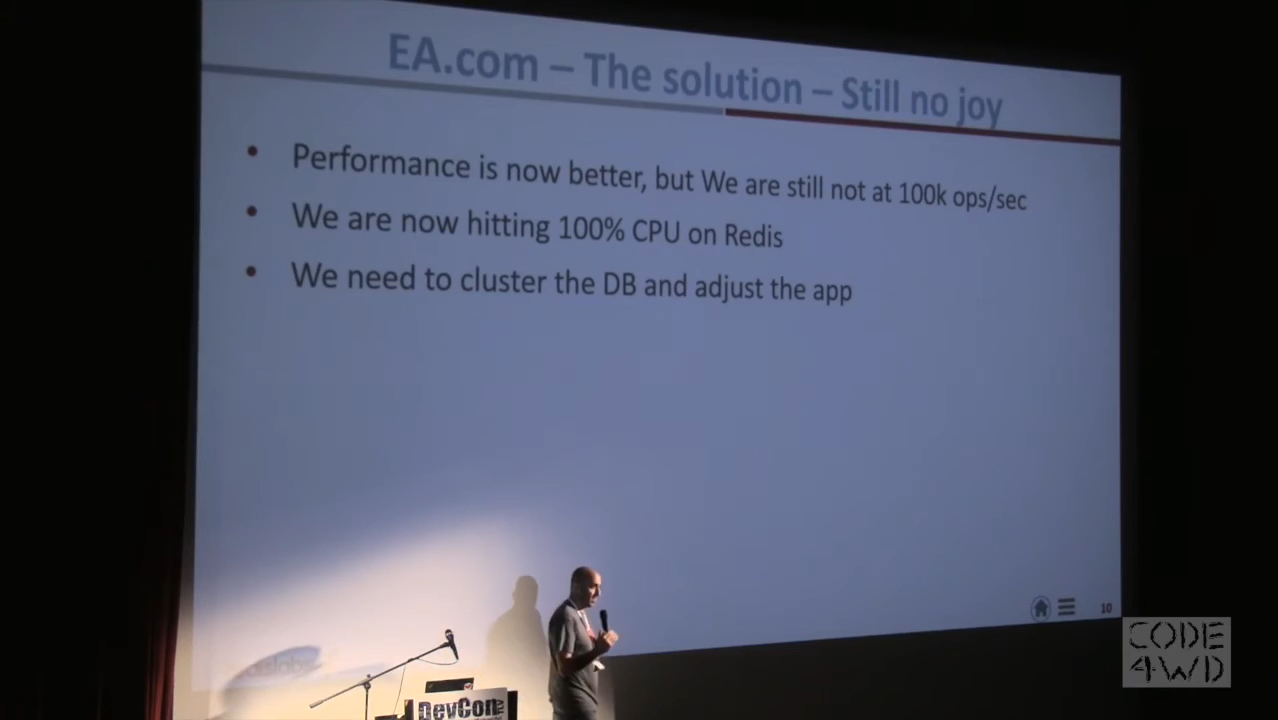 EA.com – The solution – Still no joy
• Performance is now better, but We are still not at 100k ops/sec
• We are now hitting 100% CPU on Redis
• We need to cluster the DB and adjust the app
10
DevCon
CODE
4WD